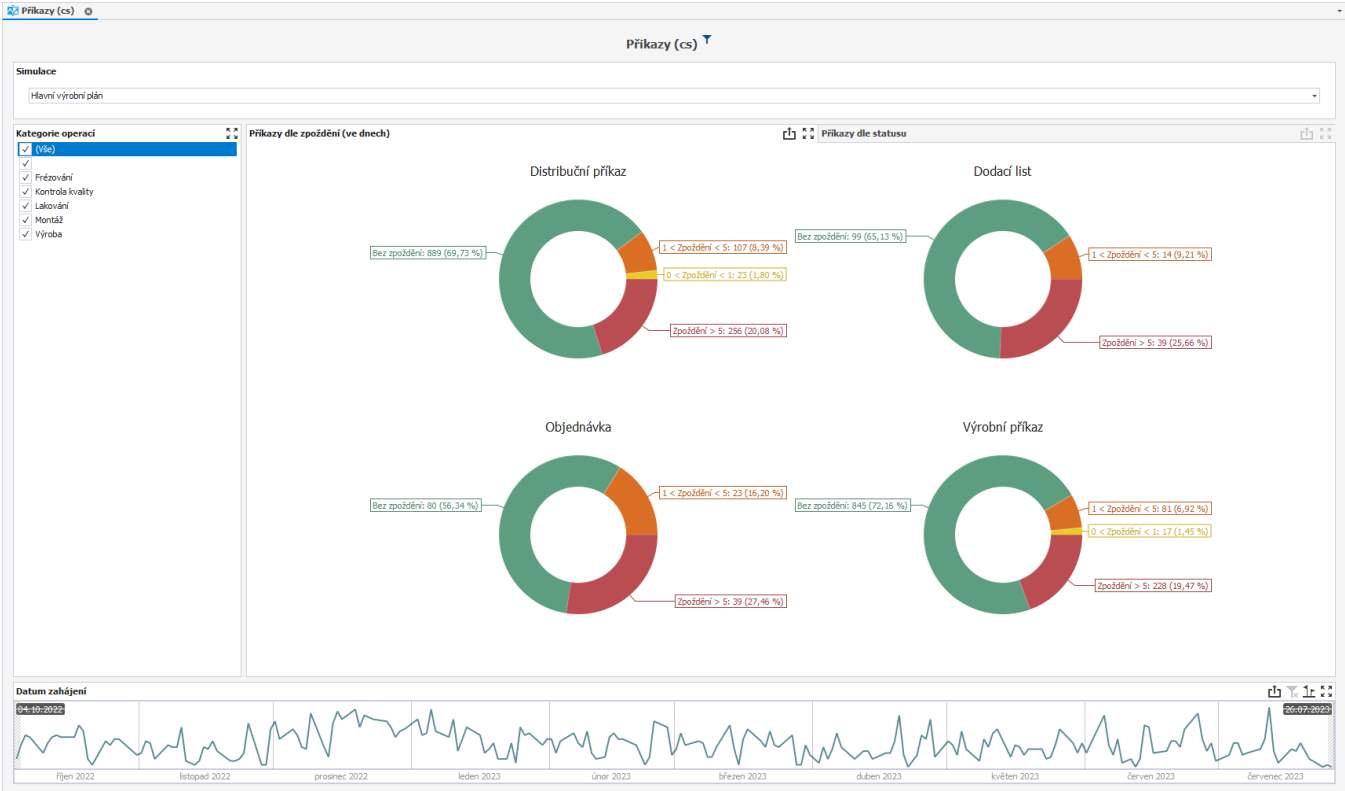 Příkazy (cs)
Příkazy (cs)
Simulace
Hlavní výrobní plán
Kategorie operací
(Vše)
Frézování
Kontrola kvality
Lakování
Montáž
Výroba
Příkazy dle zpoždění (ve dnech)
Příkazy dle statusu
Distribuční příkaz
Bez zpoždění: 889 (69,73 %)
1 < Zpoždění < 5: 107 (8,39 %)
0 < Zpoždění < 1: 23 (1,80 %)
Zpoždění > 5: 256 (20,08 %)
Dodací list
Bez zpoždění: 99 (65,13 %)
1 < Zpoždění < 5: 14 (9,21 %)
Zpoždění > 5: 39 (25,66 %)
Objednávka
Bez zpoždění: 80 (56,34 %)
1 < Zpoždění < 5: 23 (16,20 %)
Zpoždění > 5: 39 (27,46 %)
Výrobní příkaz
Bez zpoždění: 845 (72,16 %)
1 < Zpoždění < 5: 81 (6,92 %)
0 < Zpoždění < 1: 17 (1,45 %)
Zpoždění > 5: 228 (19,47 %)
Datum zahájení
04.10.2022
26.07.2023
říjen 2022
listopad 2022
prosinec 2022
leden 2023
únor 2023
březen 2023
duben 2023
květen 2023
červen 2023
červenec 2023